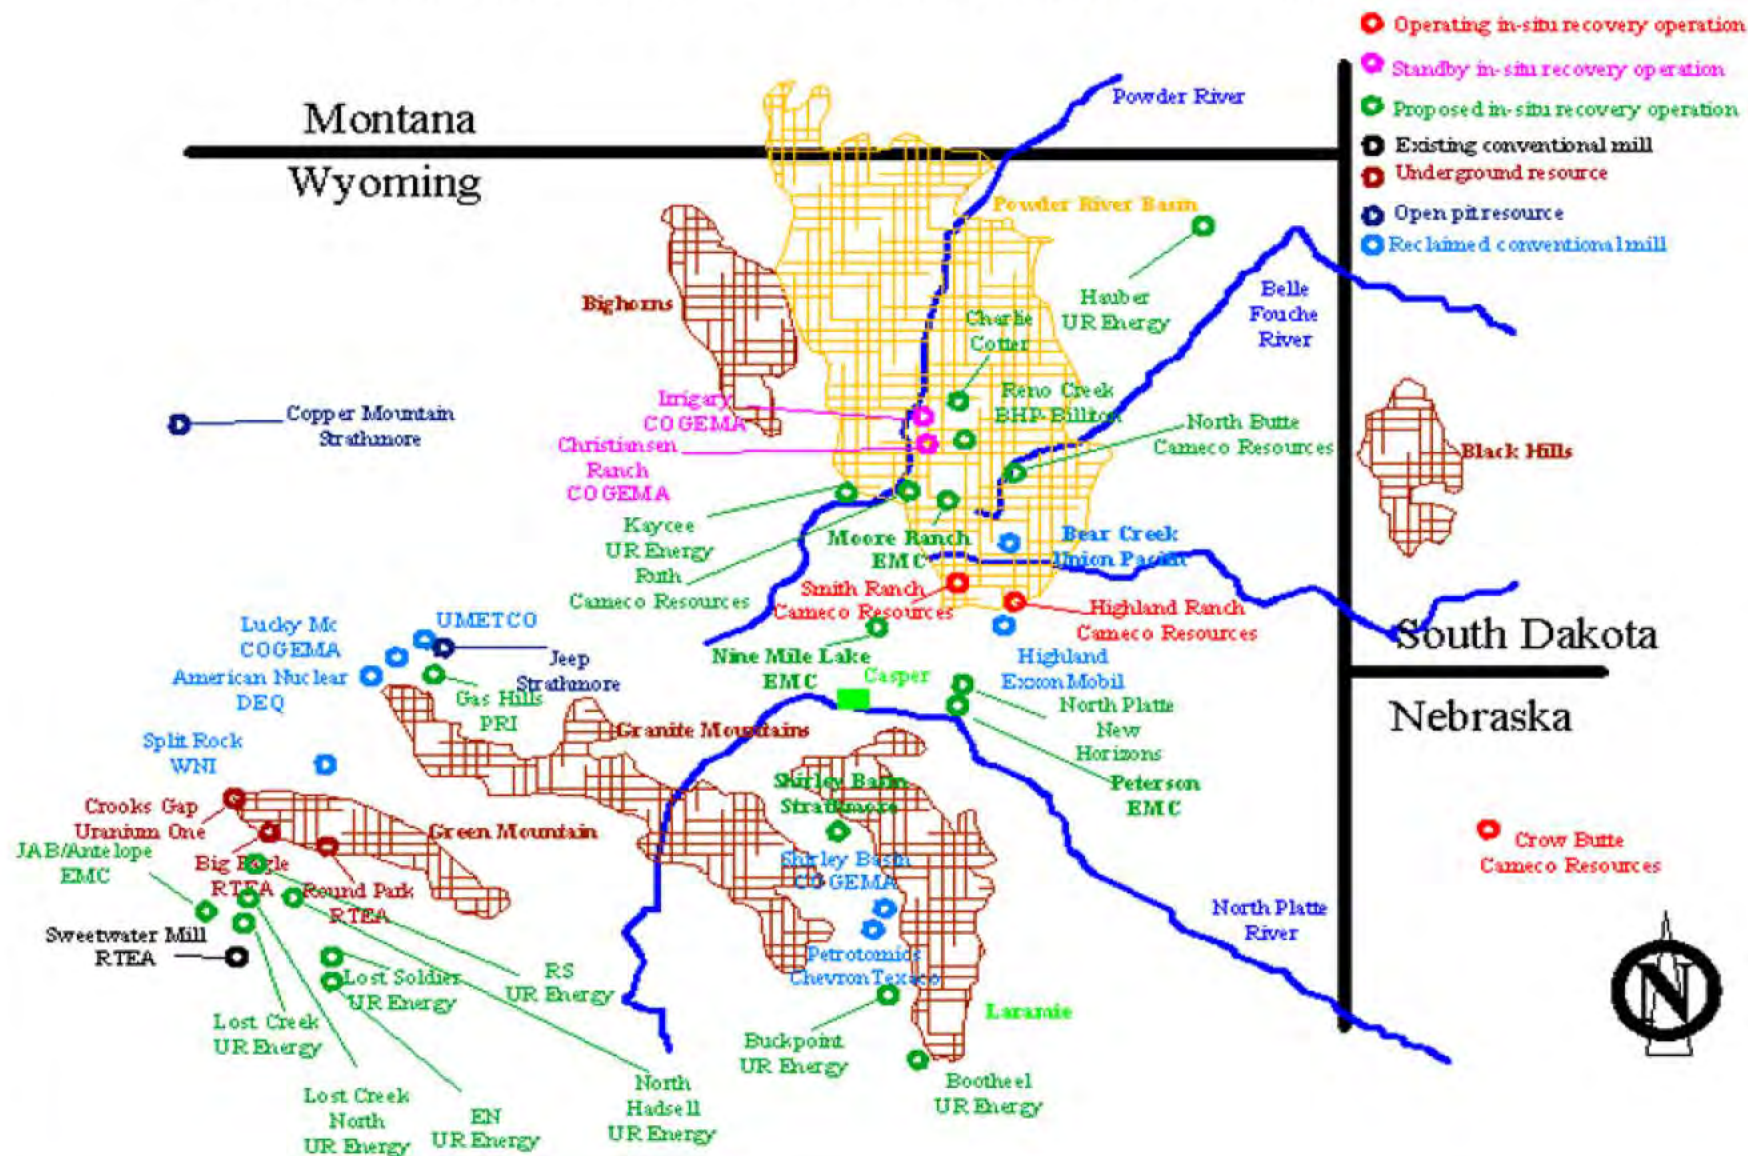 Operating in-situ recovery operation
Standby in-situ recovery operation
Proposed in-situ recovery operation
Existing conventional mill
Underground resource
Open pit resource
Reclaimed conventional mill
Powder River
Montana
Wyoming
Powder River Basin
Bighorns
Hauber
UR Energy
Belle
Fouche
River
Charlie
Cotter
Irrigary
COGEMA
Reno Creek
BHP-Billiton
Copper Mountain
Strathmore
North Butte
Cameco Resources
Christiansen
Ranch
COGEMA
Black Hills
Kaycee
UR Energy
Ruth
Cameco Resources
Moore Ranch
EMC
Bear Creek
Union Pacific
Smith Ranch
Cameco Resources
Highland Ranch
Cameco Resources
Lucky Mc
COGEMA
UMETCO
American Nuclear
DEQ
Jeep
Strathmore
Gas Hills
PRI
Nine Mile Lake
EMC
Casper
Highland
Exxon Mobil
South Dakota
Nebraska
North Platte
New
Horizons
Granite Mountains
Split Rock
WNI
Peterson
EMC
Shirley Basin
Strathmore
Crooks Gap
Uranium One
Green Mountain
JAB/Antelope
EMC
Big Eagle
RTEA
Round Park
RTEA
Shirley Basin
COGEMA
Crow Butte
Cameco Resources
Sweetwater Mill
RTEA
North Platte
River
Petrotomics
Chevron Texaco
Lost Soldier
UR Energy
RS
UR Energy
Lost Creek
UR Energy
Buckpoint
UR Energy
Laramie
N
Lost Creek
North
UR Energy
EN
UR Energy
North
Hadsell
UR Energy
Bootheel
UR Energy